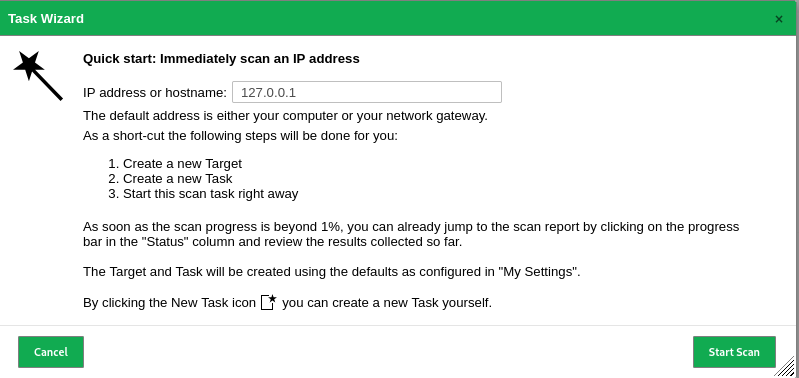 Task Wizard ×
Quick start: Immediately scan an IP address
IP address or hostname: 127.0.0.1
The default address is either your computer or your network gateway.
As a short-cut the following steps will be done for you:
1. Create a new Target
2. Create a new Task
3. Start this scan task right away
As soon as the scan progress is beyond 1%, you can already jump to the scan report by clicking on the progress
bar in the "Status" column and review the results collected so far.
The Target and Task will be created using the defaults as configured in "My Settings".
By clicking the New Task icon you can create a new Task yourself.
Cancel
Start Scan